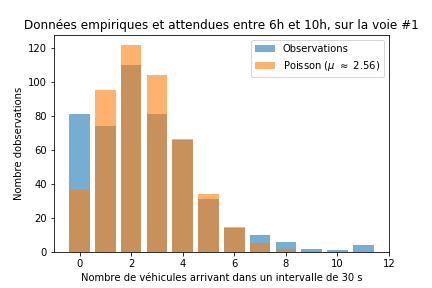 Données empiriques et attendues entre 6h et 10h, sur la voie #1
Observations
Poisson (μ ≈ 2.56)
120
100
80
60
40
20
0
Nombre dobservations
0 2 4 6 8 10 12
Nombre de véhicules arrivant dans un intervalle de 30 s